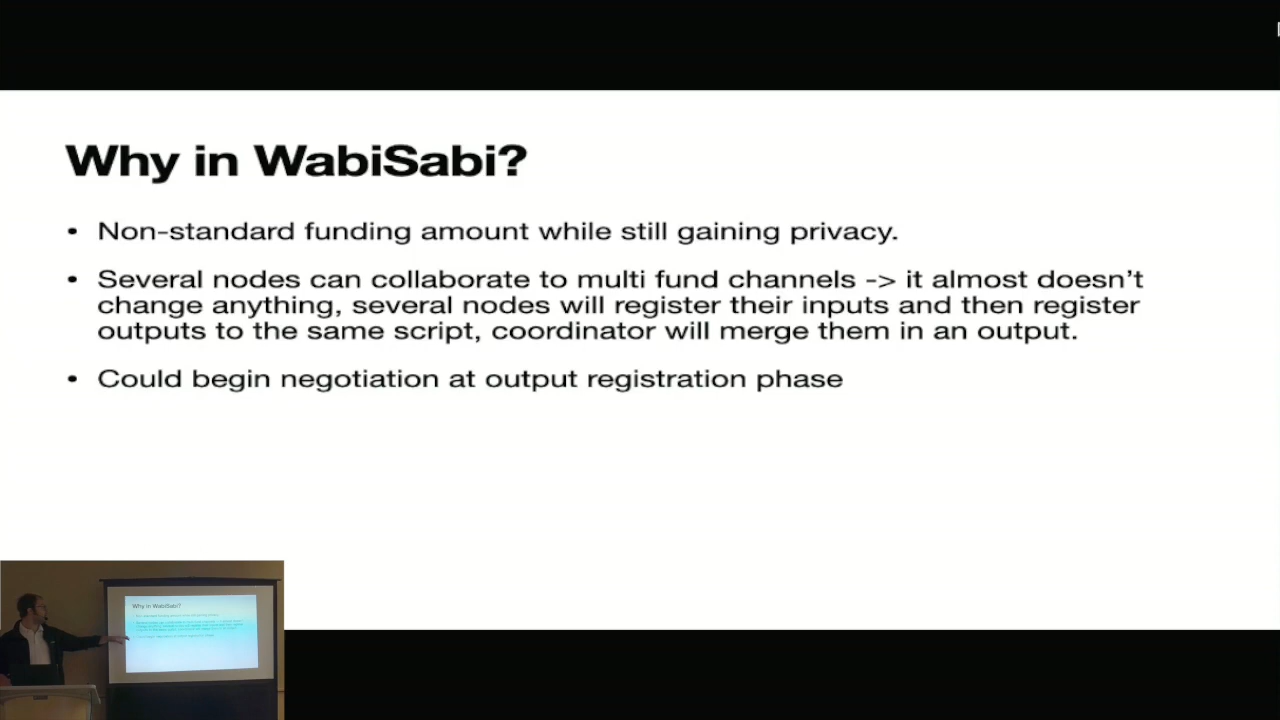 Why in WabiSabi?
• Non-standard funding amount while still gaining privacy.
• Several nodes can collaborate to multi fund channels -> it almost doesn't
change anything, several nodes will register their inputs and then register
outputs to the same script, coordinator will merge them in an output.
• Could begin negotiation at output registration phase
Why in WabiSabi?